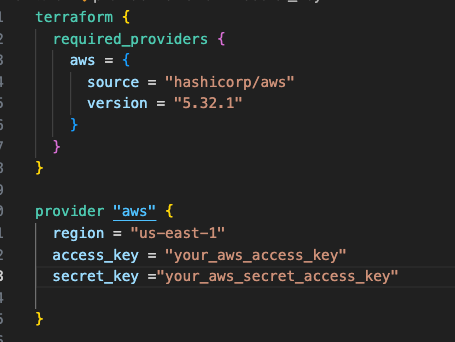 terraform {
  required_providers {
    aws = {
      source = "hashicorp/aws"
      version = "5.32.1"
    }
  }
}
provider "aws" {
  region = "us-east-1"
  access_key = "your_aws_access_key"
  secret_key ="your_aws_secret_access_key"
}